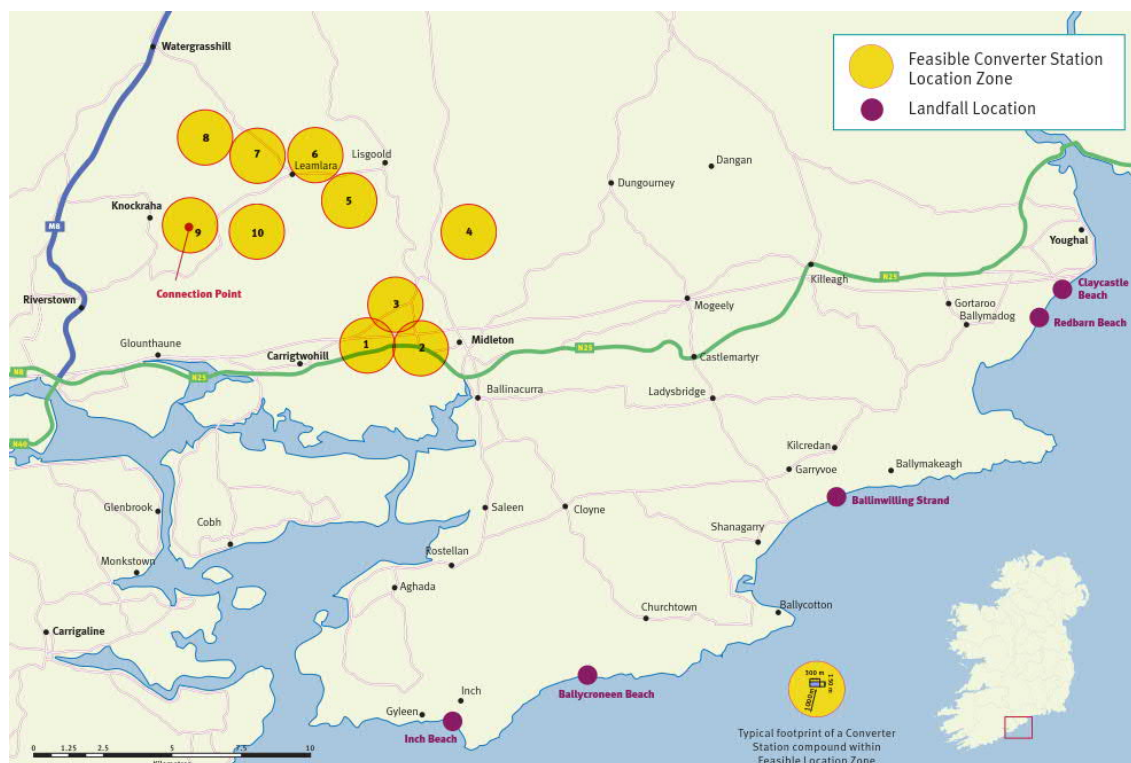 Watergrasshill
Feasible Converter Station
Location Zone
Landfall Location
8
7
6
Lisgoold
Leamlara
Dangan
Dungourney
5
Knockraha
M8
9
10
4
Youghal
Connection Point
Killeagh
N25
Claycastle
Beach
Riverstown
3
Mogeely
Gortaroo
Ballymadog
Redbarn Beach
Glounthaune
Carrigtwohill
1
2
Midleton
N25
Castlemartyr
N8
N25
Ballinacurra
Ladysbridge
N40
Kilcredan
Garryvoe
Ballymakeagh
Ballinwilling Strand
Glenbrook
Cobh
Saleen
Cloyne
Shanagarry
Monkstown
Rostellan
Aghada
Churchtown
Ballycotton
Carrigaline
Ballycroneen Beach
300 m
150 m
1000m
Inch
Gyleen
Inch Beach
Typical footprint of a Converter
Station compound within
Feasible Location Zone
0 1.25 2.5 5 7.5 10
Kilometres